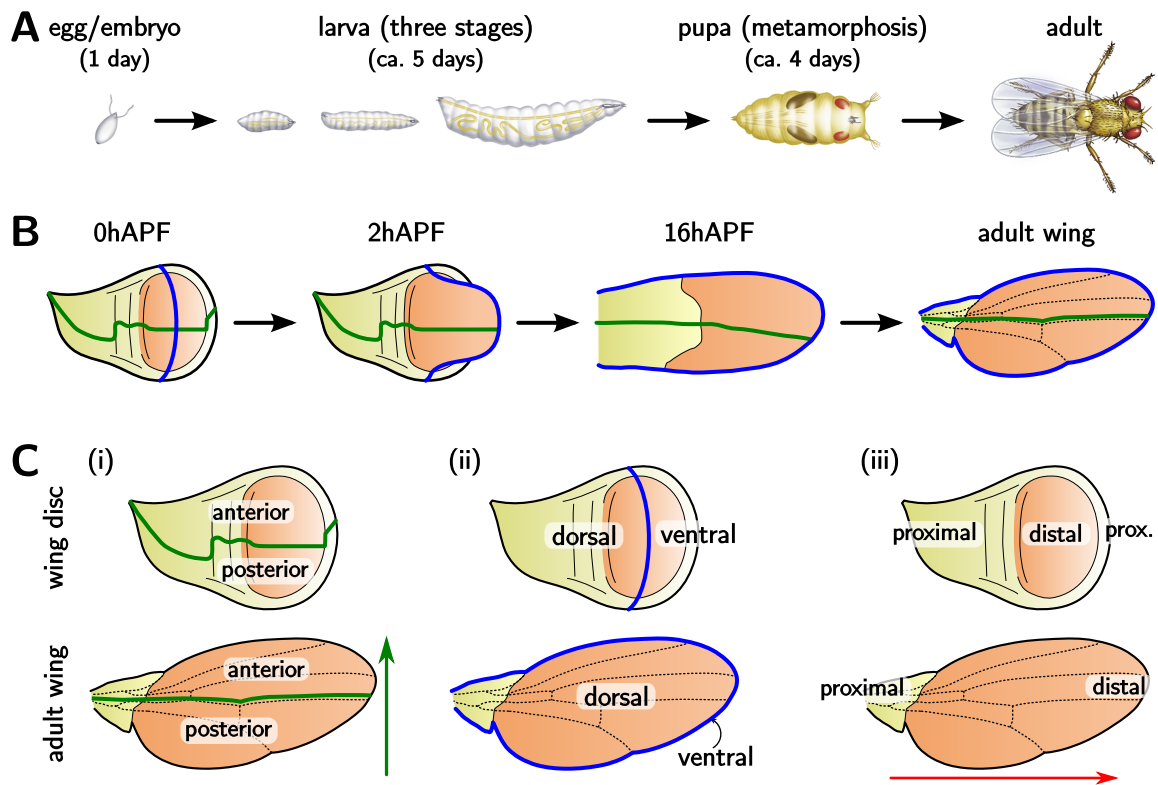 A egg/embryo larva (three stages) pupa (metamorphosis) adult
(1 day) (ca. 5 days) (ca. 4 days)
B 0hAPF 2hAPF 16hAPF adult wing
C (i) (ii) (iii)
wing disc
anterior
posterior
dorsal ventral
proximal distal prox.
adult wing
anterior
posterior
dorsal
ventral
proximal distal